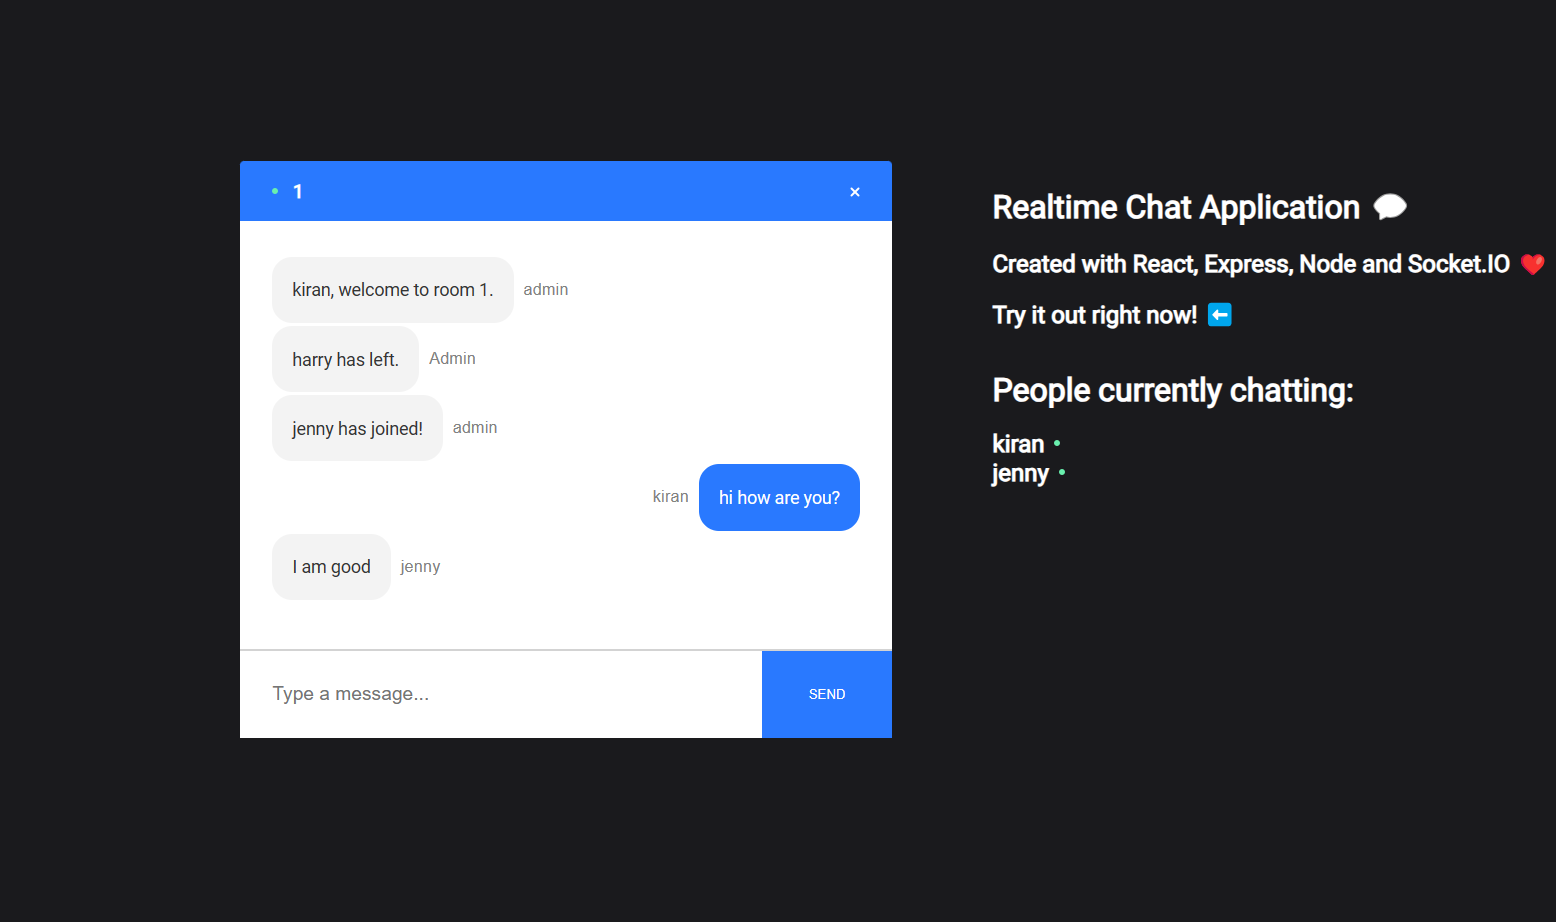 1
kiran, welcome to room 1. admin
harry has left. Admin
jenny has joined! admin
kiran hi how are you?
I am good jenny
Type a message...
SEND
Realtime Chat Application 💬
Created with React, Express, Node and Socket.IO ❤️
Try it out right now! ⬅️
People currently chatting:
kiran
jenny